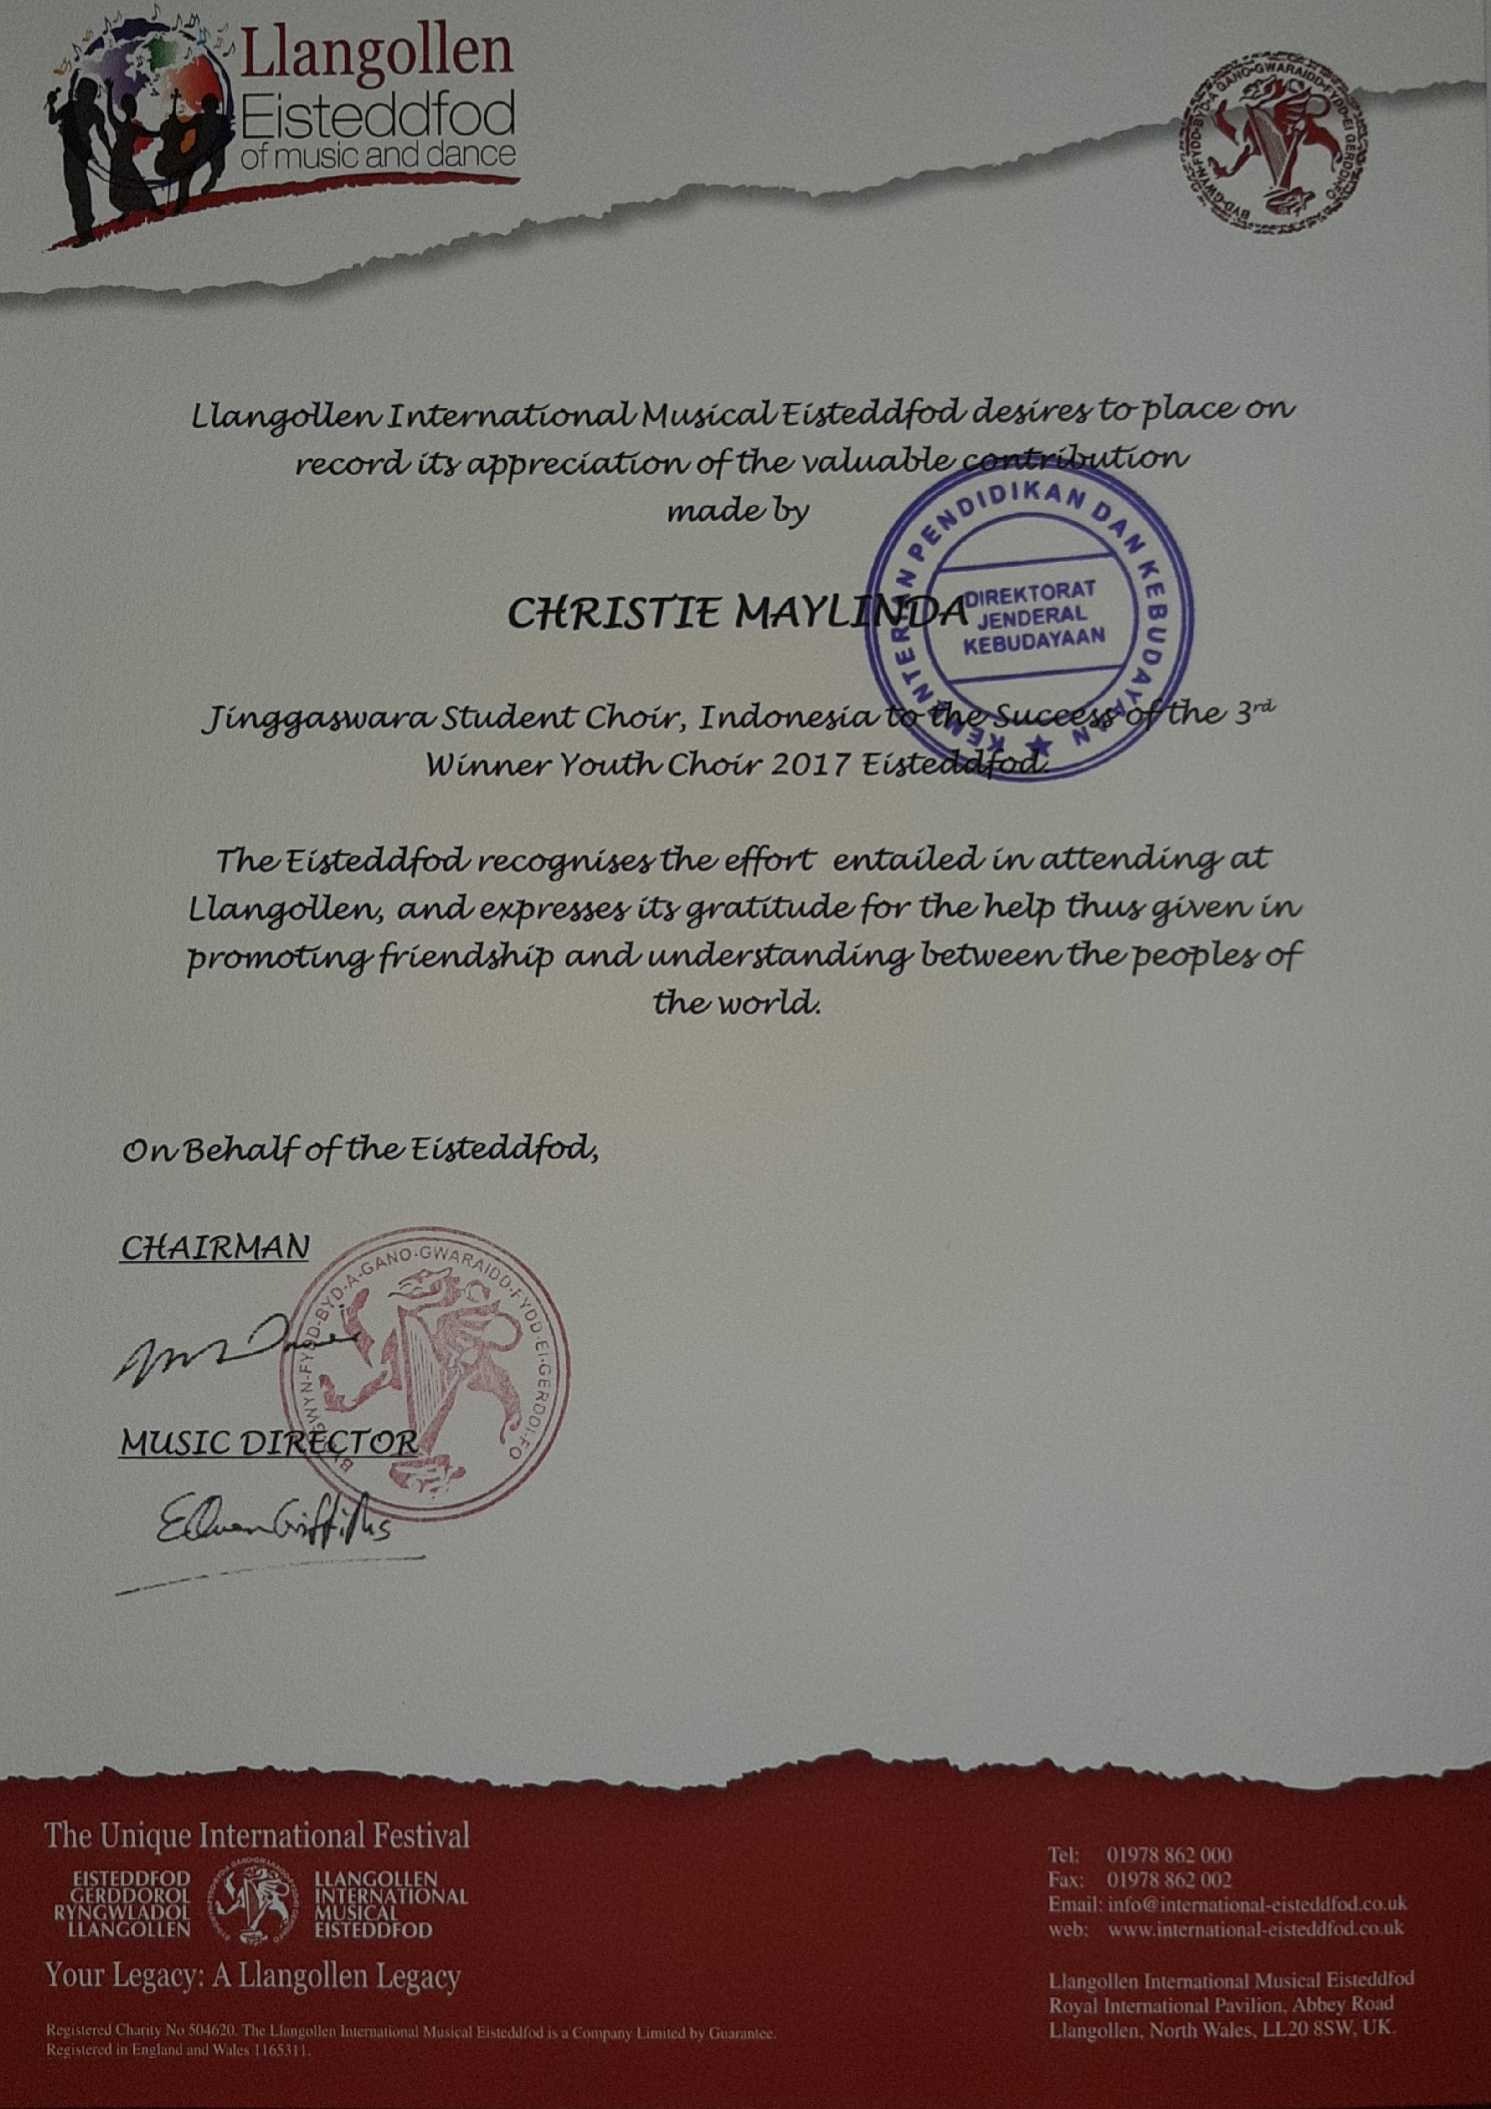 Llangollen
Eisteddfod
of music and dance
BYD-GWYN-FYDD-BYD-A-GANO-GWARAIDD-FYDD-EI-GERDDI-FO
Llangollen International Musical Eisteddfod desires to place on
record its appreciation of the valuable contribution
made by
CHRISTIE MAYLINDA
KEMENTERIAN PENDIDIKAN DAN KEBUDAYAAN
DIREKTORAT
JENDERAL
KEBUDAYAAN
Jinggaswara Student Choir, Indonesia to the Success of the 3rd
Winner Youth Choir 2017 Eisteddfod.
The Eisteddfod recognises the effort entailed in attending at
Llangollen, and expresses its gratitude for the help thus given in
promoting friendship and understanding between the peoples of
the world.
On Behalf of the Eisteddfod,
CHAIRMAN
BYD-GWYN-FYDD-BYD-A-GANO-GWARAIDD-FYDD-EI-GERDDI-FO
MUSIC DIRECTOR
Griffiths
The Unique International Festival
EISTEDDFOD
GERDDOROL
RYNGWLADOL
LLANGOLLEN
LLANGOLLEN
INTERNATIONAL
MUSICAL
EISTEDDFOD
Your Legacy: A Llangollen Legacy
Registered Charity No 504620. The Llangollen International Musical Eisteddfod is a Company Limited by Guarantee.
Registered in England and Wales 1165311.
Tel: 01978 862 000
Fax: 01978 862 002
Email: info@international-eisteddfod.co.uk
web: www.international-eisteddfod.co.uk
Llangollen International Musical Eisteddfod
Royal International Pavilion, Abbey Road
Llangollen, North Wales, LL20 8SW, UK.